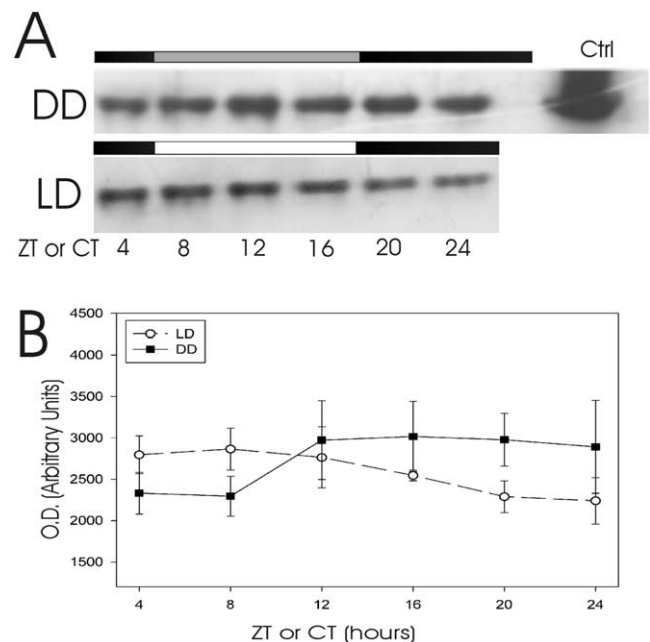 A
Ctrl
DD
LD
ZT or CT 4 8 12 16 20 24
B
4500
4000
3500
3000
2500
2000
1500
LD
DD
O.D. (Arbitrary Units)
4 8 12 16 20 24
ZT or CT (hours)